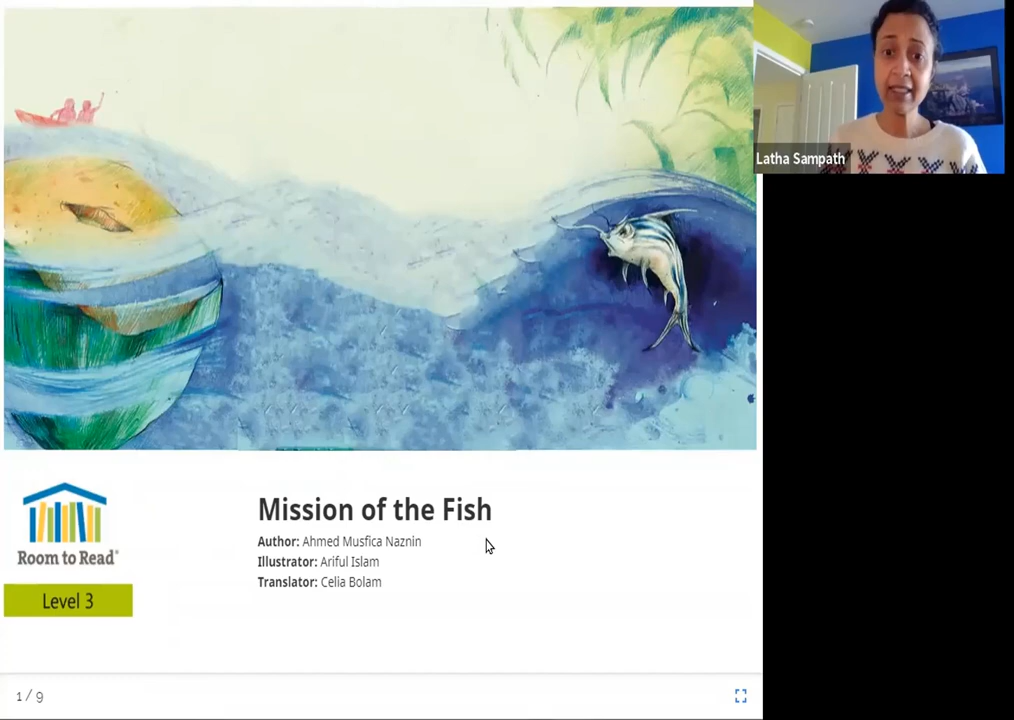 Latha Sampath
Mission of the Fish
Author: Ahmed Musfica Naznin
Illustrator: Ariful Islam
Translator: Celia Bolam
Room to Read®
Level 3
1 / 9